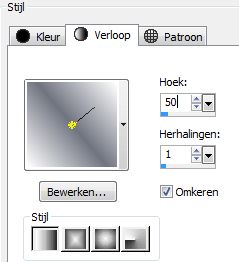 Stijl
Kleur Verloop Patroon
Hoek:
50
Herhalingen:
1
Bewerken...
Omkeren
Stijl